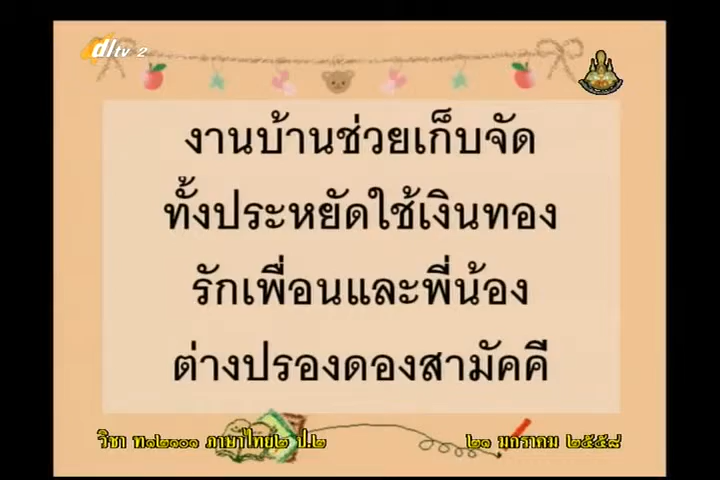 dltv 2
งานบ้านช่วยเก็บจัด
ทั้งประหยัดใช้เงินทอง
รักเพื่อนและพี่น้อง
ต่างปรองดองสามัคคี
วิชา ท๑๒๑๐๑ ภาษาไทย๒ ป.๒
๒๑ มกราคม ๒๕๕๘